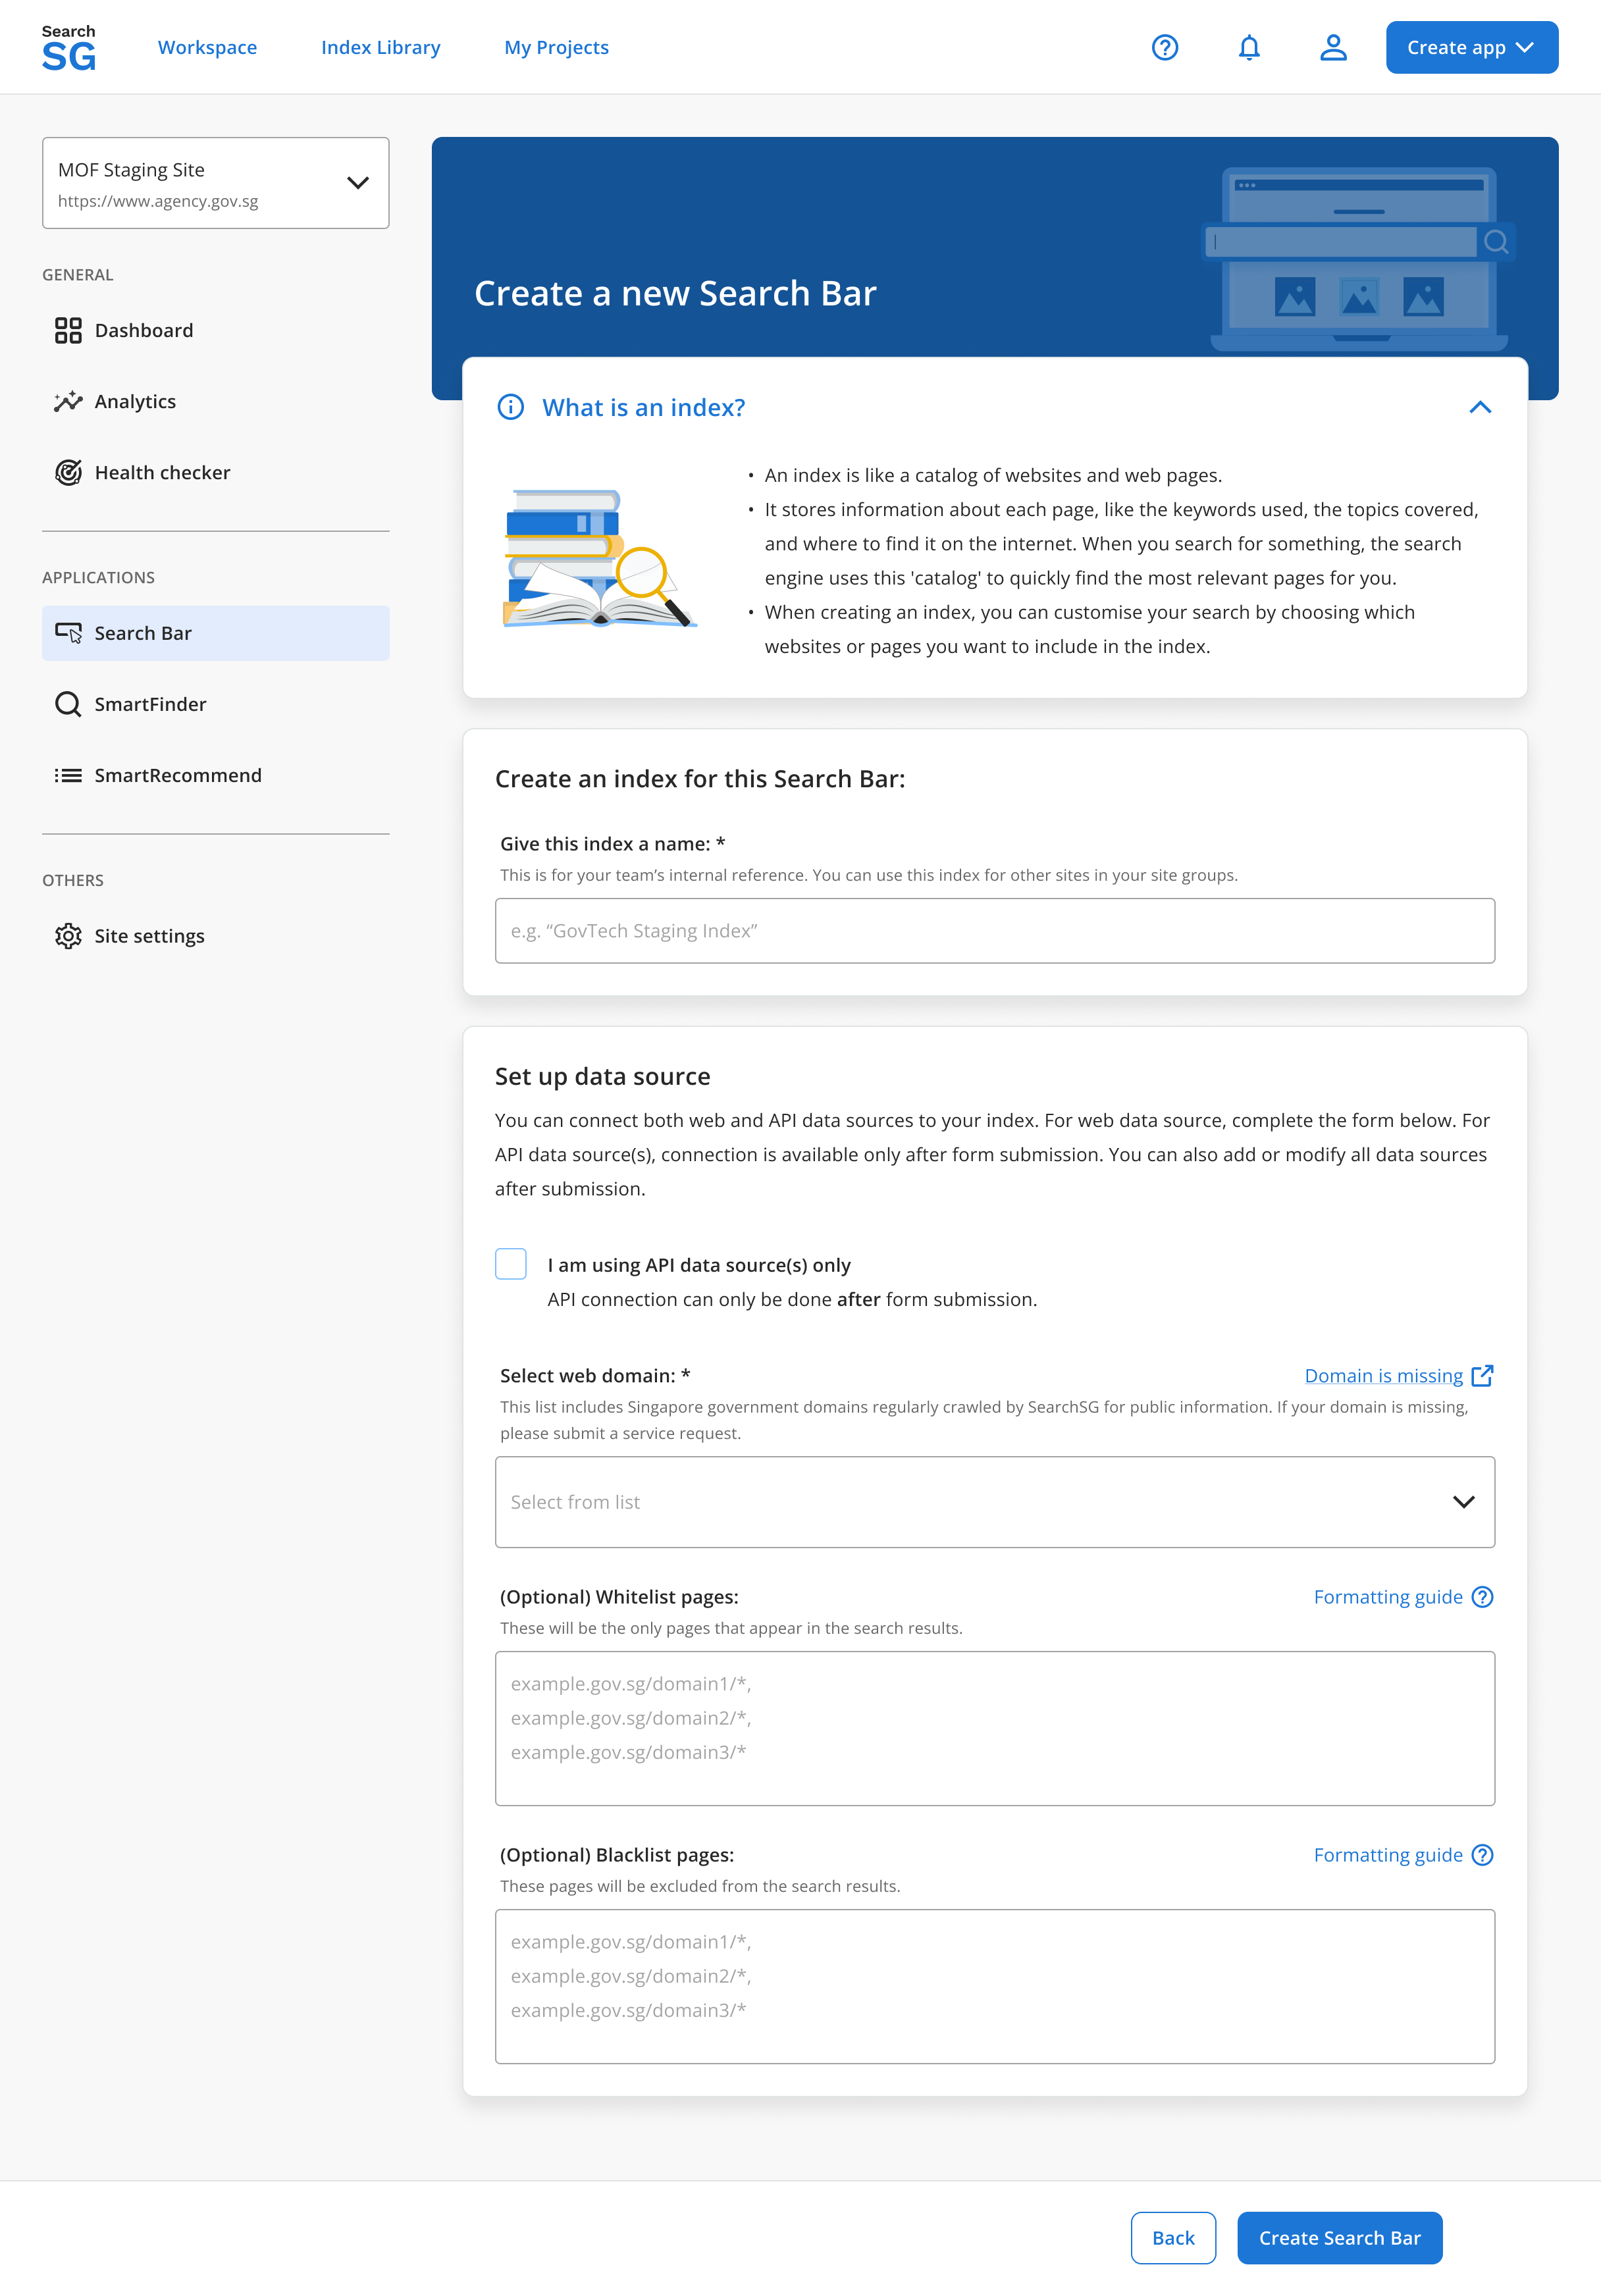 Search
SG
Workspace
Index Library
My Projects
Create app
MOF Staging Site
https://www.agency.gov.sg
GENERAL
Dashboard
Analytics
Health checker
APPLICATIONS
Search Bar
SmartFinder
SmartRecommend
OTHERS
Site settings
Create a new Search Bar
What is an index?
• An index is like a catalog of websites and web pages.
• It stores information about each page, like the keywords used, the topics covered,
and where to find it on the internet. When you search for something, the search
engine uses this 'catalog' to quickly find the most relevant pages for you.
• When creating an index, you can customise your search by choosing which
websites or pages you want to include in the index.
Create an index for this Search Bar:
Give this index a name: *
This is for your team’s internal reference. You can use this index for other sites in your site groups.
e.g. “GovTech Staging Index”
Set up data source
You can connect both web and API data sources to your index. For web data source, complete the form below. For
API data source(s), connection is available only after form submission. You can also add or modify all data sources
after submission.
I am using API data source(s) only
API connection can only be done after form submission.
Select web domain: *
Domain is missing
This list includes Singapore government domains regularly crawled by SearchSG for public information. If your domain is missing,
please submit a service request.
Select from list
(Optional) Whitelist pages:
Formatting guide
These will be the only pages that appear in the search results.
example.gov.sg/domain1/*,
example.gov.sg/domain2/*,
example.gov.sg/domain3/*
(Optional) Blacklist pages:
Formatting guide
These pages will be excluded from the search results.
example.gov.sg/domain1/*,
example.gov.sg/domain2/*,
example.gov.sg/domain3/*
Back
Create Search Bar